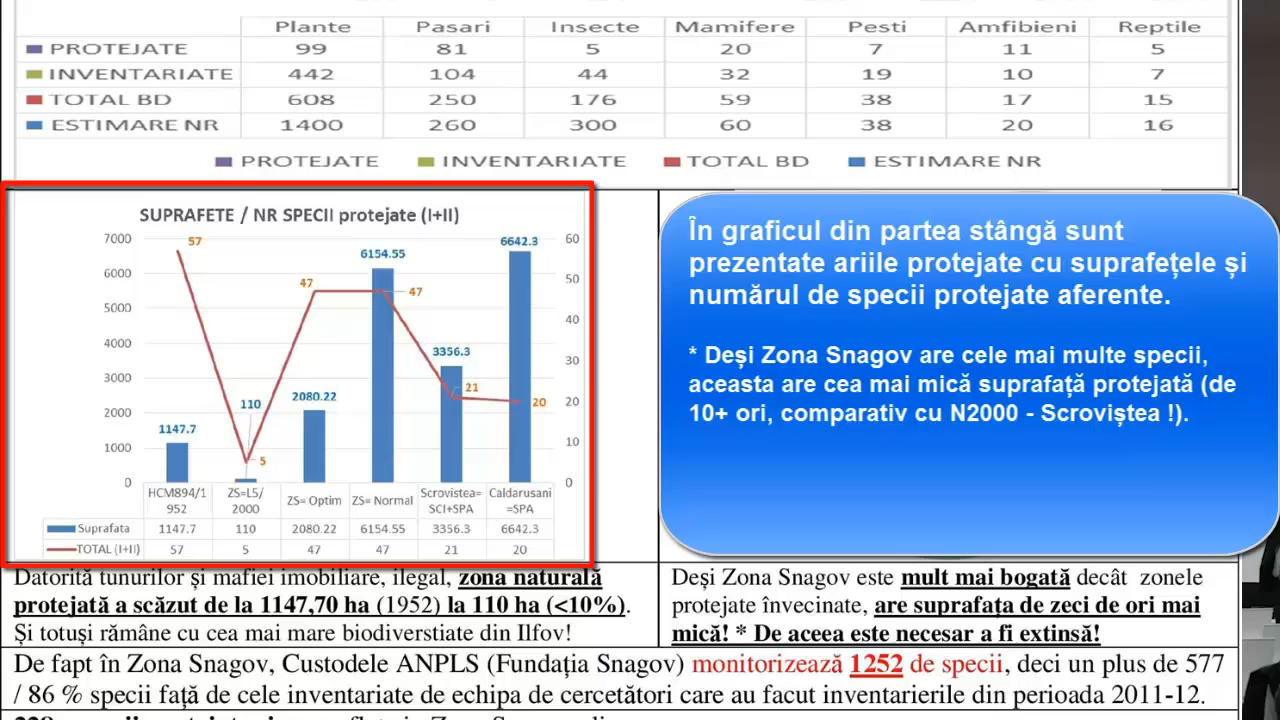 Plante Pasari Insecte Mamifere Pesti Amfibieni Reptile
PROTEJATE 99 81 5 20 7 11 5
INVENTARIATE 442 104 44 32 19 10 7
TOTAL BD 608 250 176 59 38 17 15
ESTIMARE NR 1400 260 300 60 38 20 16
PROTEJATE INVENTARIATE TOTAL BD ESTIMARE NR
SUPRAFETE / NR SPECII protejate (I+II)
7000 57 6154.55 6642.3 60
6000 47 47 50
5000 40
4000 3356.3 30
3000 110 2080.22 21 20
2000 1147.7 20
1000 5 10
0 0
HCM894/1 ZS=L5/ ZS= Optim ZS= Normal Scrovistea= Caldarusani
952 2000 SCI+SPA =SPA
Suprafata 1147.7 110 2080.22 6154.55 3356.3 6642.3
TOTAL (I+II) 57 5 47 47 21 20
În graficul din partea stângă sunt
prezentate ariile protejate cu suprafețele și
numărul de specii protejate aferente.
* Deși Zona Snagov are cele mai multe specii,
aceasta are cea mai mică suprafață protejată (de
10+ ori, comparativ cu N2000 - Scroviștea !).
Datorită tunurilor și mafiei imobiliare, ilegal, zona naturală
protejată a scăzut de la 1147,70 ha (1952) la 110 ha (<10%).
Și totuși rămâne cu cea mai mare biodiverstiate din Ilfov!
Deși Zona Snagov este mult mai bogată decât zonele
protejate învecinate, are suprafața de zeci de ori mai
mică! * De aceea este necesar a fi extinsă!
De fapt în Zona Snagov, Custodele ANPLS (Fundația Snagov) monitorizează 1252 de specii, deci un plus de 577
/ 86 % specii față de cele inventariate de echipa de cercetători care au facut inventarierile din perioada 2011-12.